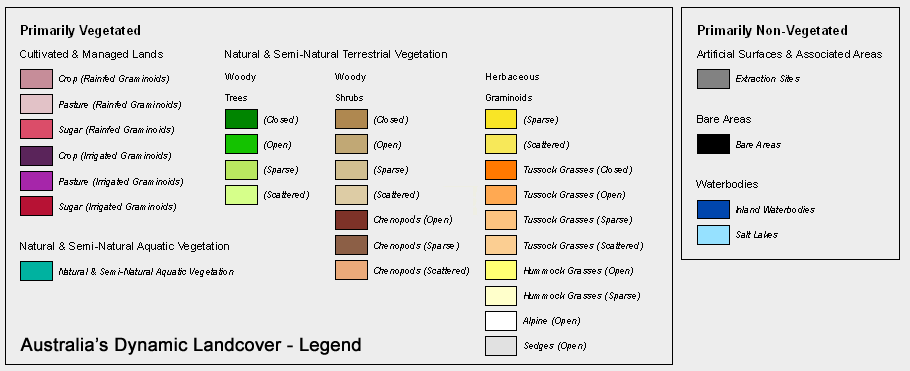 Primarily Vegetated
Cultivated & Managed Lands
Crop (Rainfed Graminoids)
Pasture (Rainfed Graminoids)
Sugar (Rainfed Graminoids)
Crop (Irrigated Graminoids)
Pasture (Irrigated Graminoids)
Sugar (Irrigated Graminoids)
Natural & Semi-Natural Aquatic Vegetation
Natural & Semi-Natural Aquatic Vegetation
Natural & Semi-Natural Terrestrial Vegetation
Woody
Trees
(Closed)
(Open)
(Sparse)
(Scattered)
Woody
Shrubs
(Closed)
(Open)
(Sparse)
(Scattered)
Chenopods (Open)
Chenopods (Sparse)
Chenopods (Scattered)
Herbaceous
Graminoids
(Sparse)
(Scattered)
Tussock Grasses (Closed)
Tussock Grasses (Open)
Tussock Grasses (Sparse)
Tussock Grasses (Scattered)
Hummock Grasses (Open)
Hummock Grasses (Sparse)
Alpine (Open)
Sedges (Open)
Australia's Dynamic Landcover - Legend
Primarily Non-Vegetated
Artificial Surfaces & Associated Areas
Extraction Sites
Bare Areas
Bare Areas
Waterbodies
Inland Waterbodies
Salt Lakes